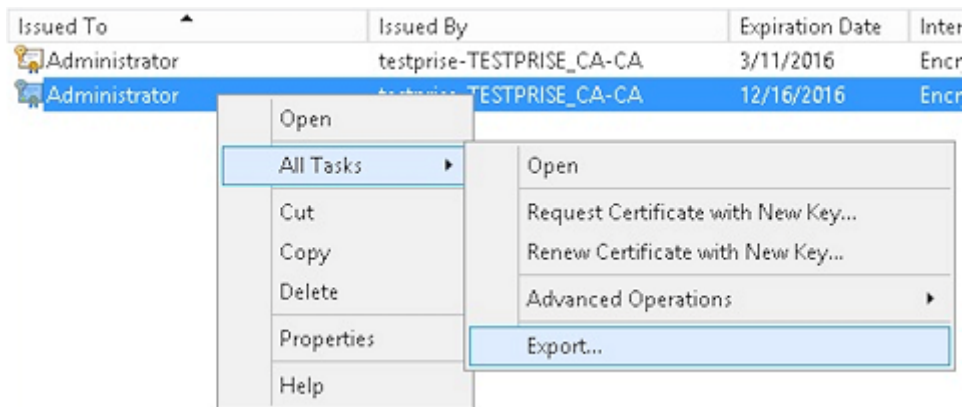 Issued To Issued By Expiration Date Inter
Administrator testprise-TESTPRISE_CA-CA 3/11/2016 Encr
Administrator testprise-TESTPRISE_CA-CA 12/16/2016 Encr
Open
All Tasks Open
Cut Request Certificate with New Key...
Copy Renew Certificate with New Key...
Delete Advanced Operations
Properties Export...
Help